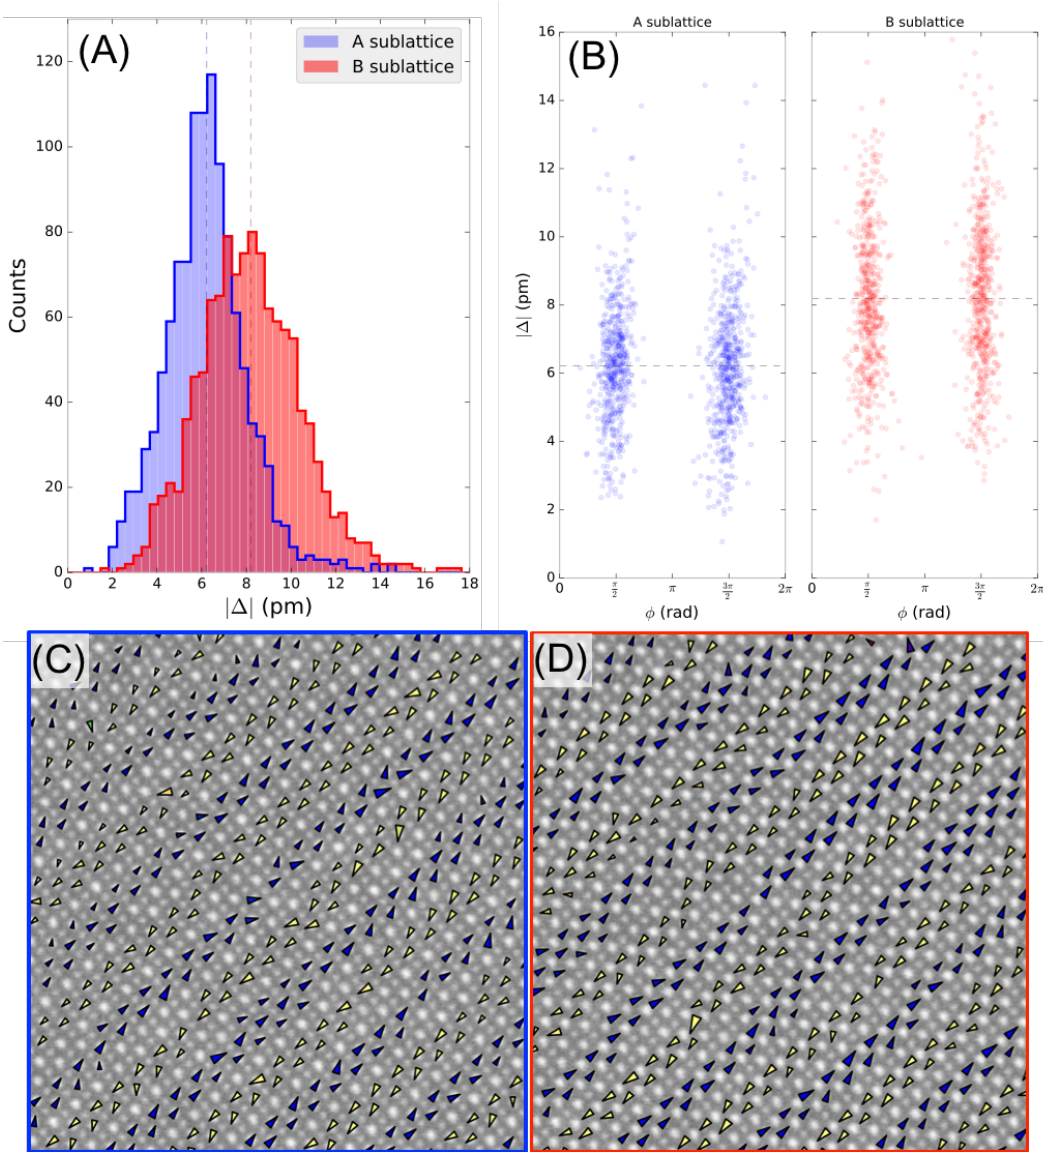 (A)
A sublattice
B sublattice
Counts
120
100
80
60
40
20
0
0 2 4 6 8 10 12 14 16 18
|Δ| (pm)
(B)
A sublattice
B sublattice
|Δ| (pm)
16
14
12
10
8
6
4
2
0
0 π/2 π 3π/2 2π
0 π/2 π 3π/2 2π
ϕ (rad)
ϕ (rad)
(C)
(D)